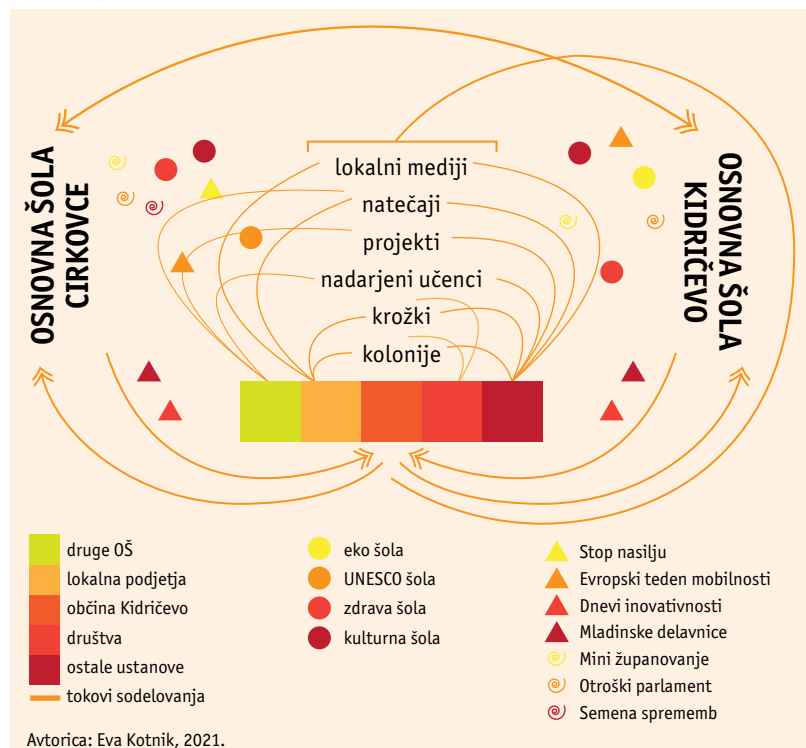 OSNOVNA ŠOLA
CIRKOVCE
lokalni mediji
natečaji
projekti
nadarjeni učenci
krožki
kolonije
OSNOVNA ŠOLA
KIDRIČEVO
druge OŠ
lokalna podjetja
občina Kidričevo
društva
ostale ustanove
tokovi sodelovanja
eko šola
UNESCO šola
zdrava šola
kulturna šola
Stop nasilju
Evropski teden mobilnosti
Dnevi inovativnosti
Mladinske delavnice
Mini županovanje
Otroški parlament
Semena sprememb
Avtorica: Eva Kotnik, 2021.